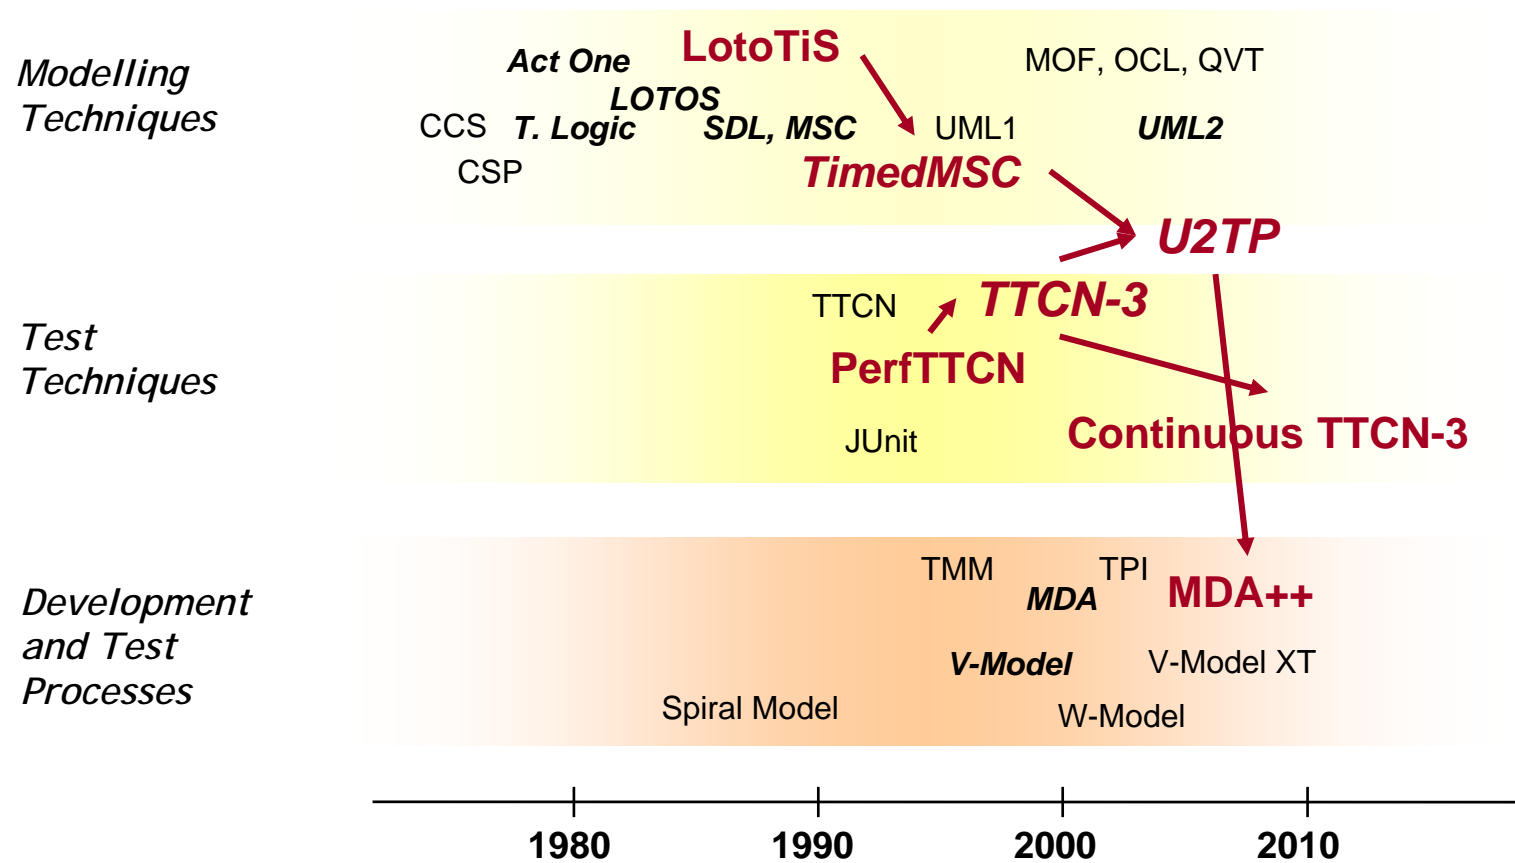 Modelling
Techniques
Act One
LotoTiS
MOF, OCL, QVT
LOTOS
CCS
T. Logic
SDL, MSC
UML1
UML2
CSP
TimedMSC
U2TP
Test
Techniques
TTCN
TTCN-3
PerfTTCN
JUnit
Continuous TTCN-3
Development
and Test
Processes
TMM
TPI
MDA
MDA++
V-Model
V-Model XT
Spiral Model
W-Model
1980
1990
2000
2010